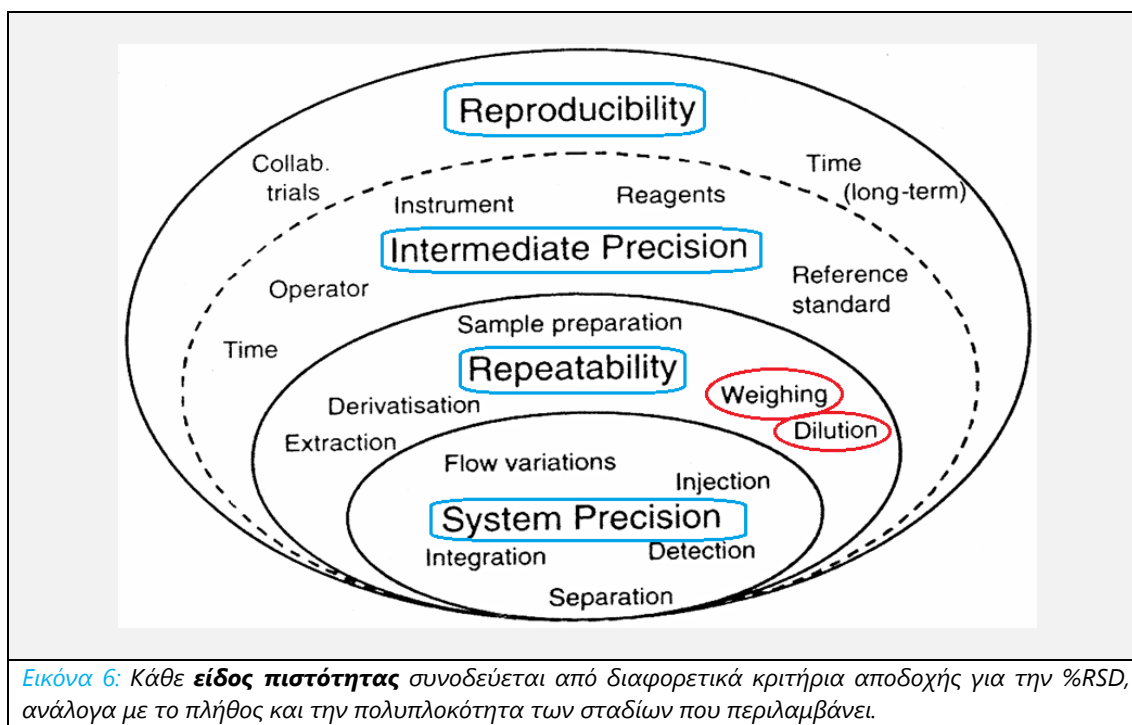 Reproducibility
Collab.
trials
Time
(long-term)
Instrument
Reagents
Intermediate Precision
Operator
Reference
standard
Time
Sample preparation
Repeatability
Weighing
Derivatisation
Dilution
Extraction
Flow variations
Injection
System Precision
Integration
Detection
Separation
Εικόνα 6: Κάθε είδος πιστότητας συνοδεύεται από διαφορετικά κριτήρια αποδοχής για την %RSD,
ανάλογα με το πλήθος και την πολυπλοκότητα των σταδίων που περιλαμβάνει.